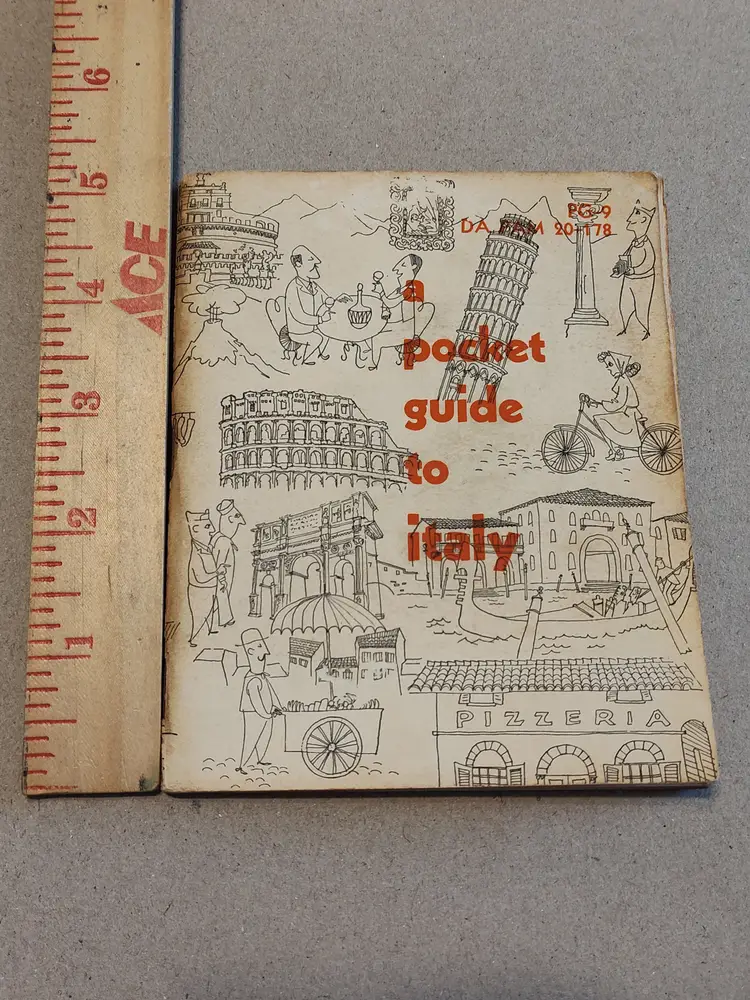 6
5
ACE
4
3
2
1
PG-9
DA PAM 20-178
a
pocket
guide
to
italy
PIZZERIA